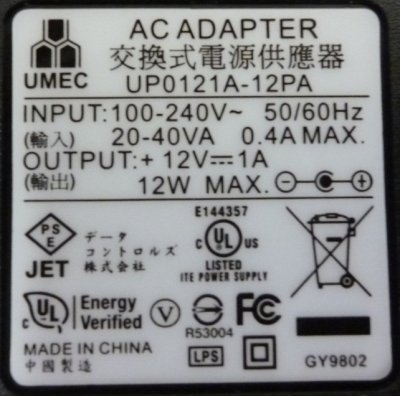 AC ADAPTER
交換式電源供應器
UMEC
UP0121A-12PA
INPUT:100-240V~ 50/60Hz
(輸入) 20-40VA 0.4A MAX.
OUTPUT:+ 12V⎓1A
(輸出) 12W MAX.
PSE
JET
データ
コントロルズ
株式会社
E144357
c UL US
LISTED
ITE POWER SUPPLY
c UL Energy
Verified
V
R53004
FC
LPS
MADE IN CHINA
中國製造
GY9802